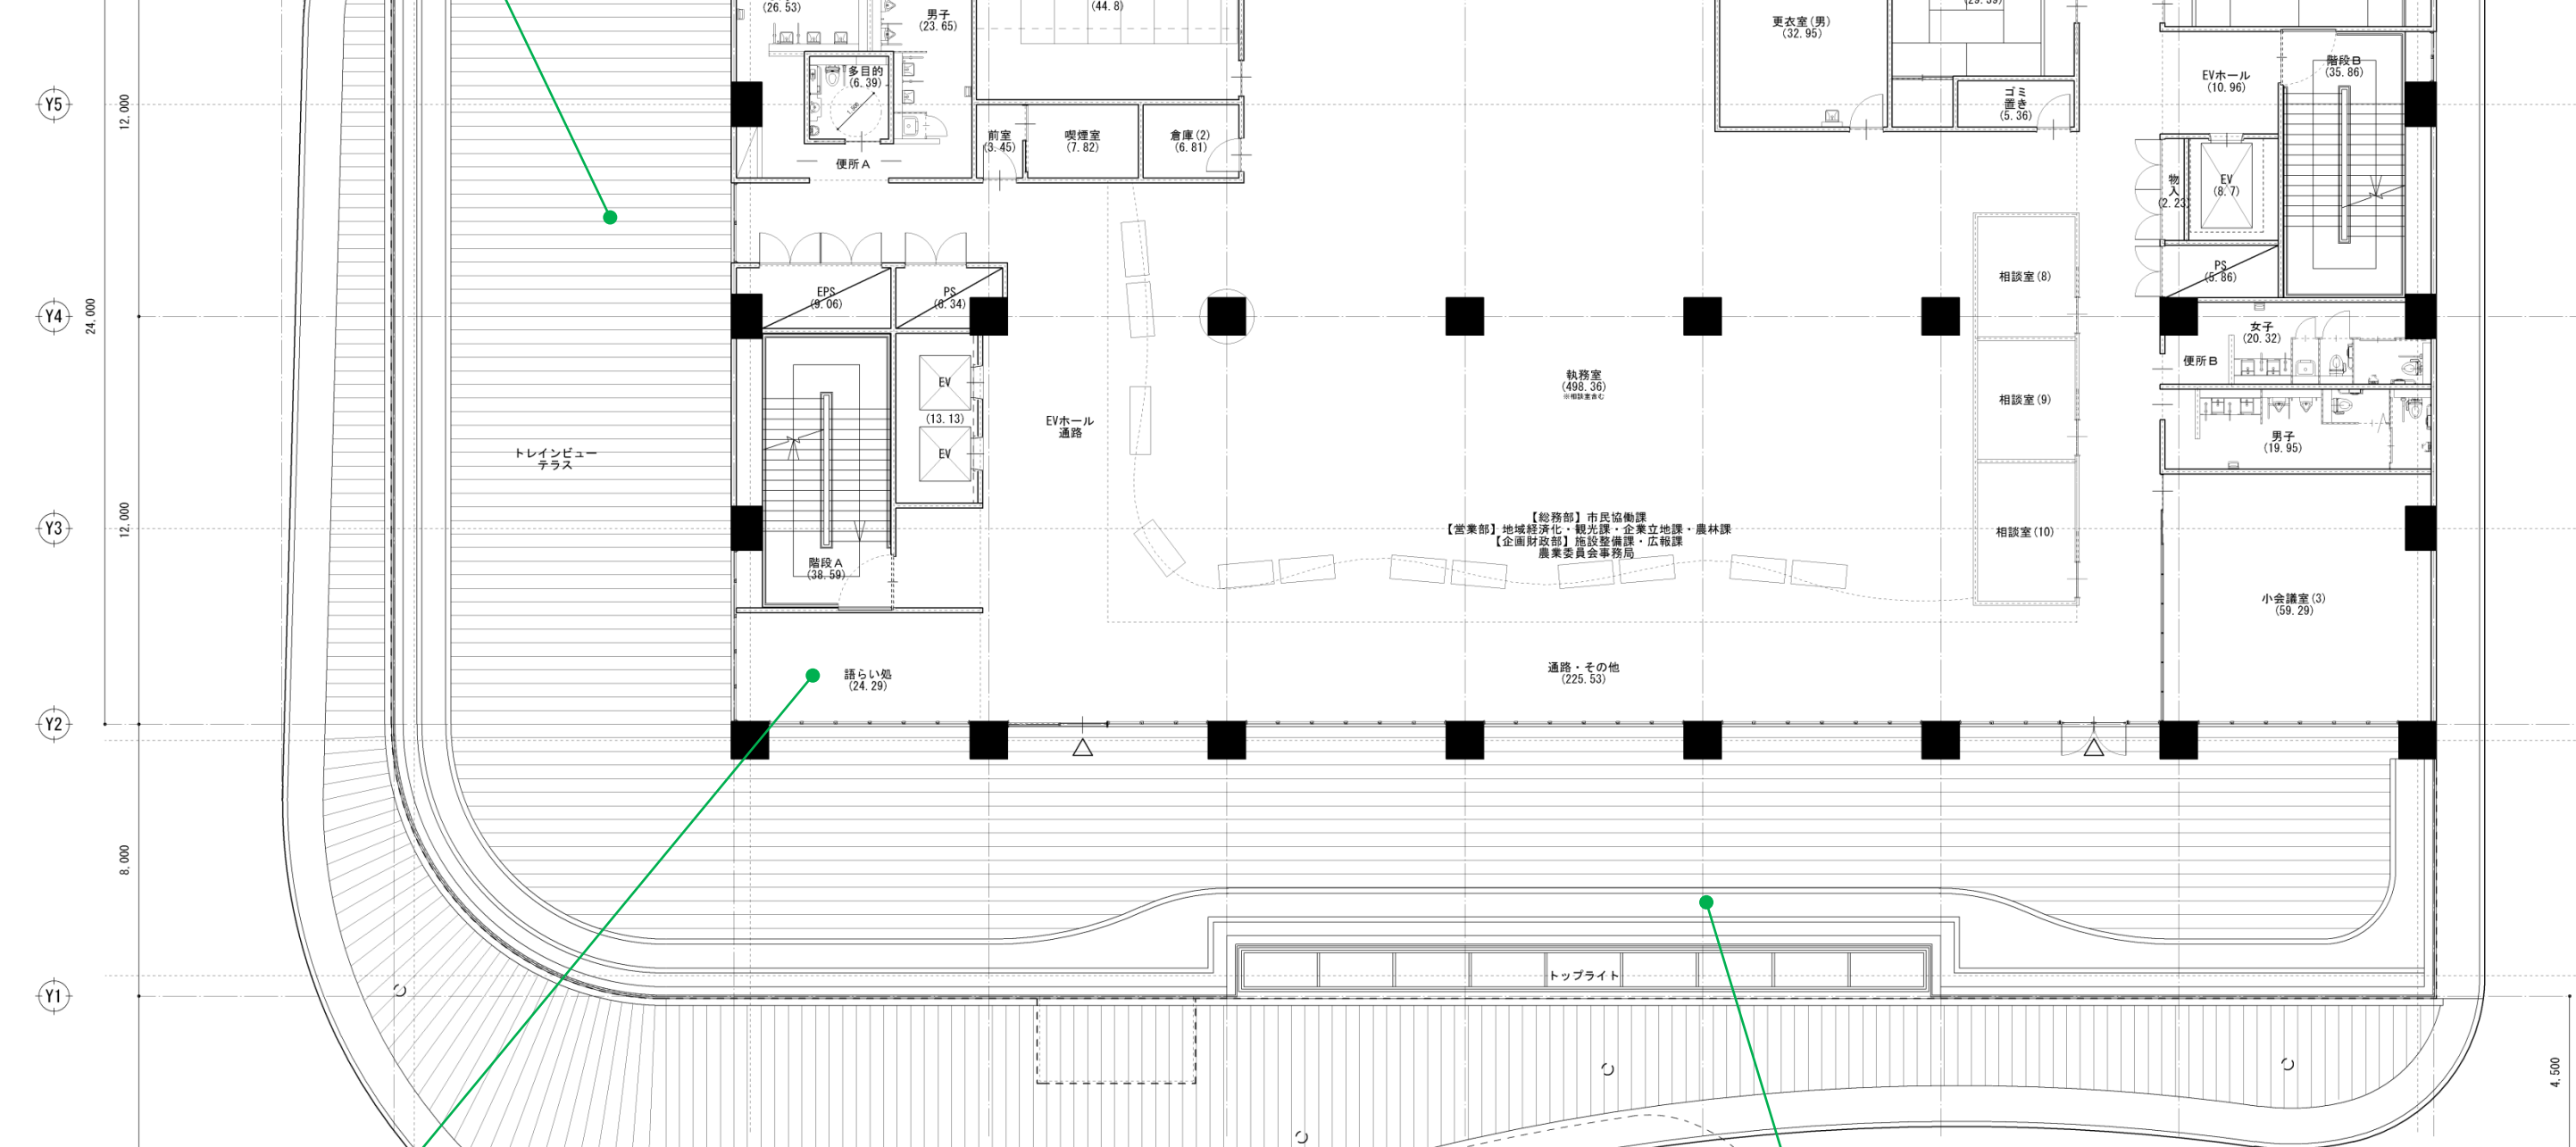 (26.53)
男子
(23.65)
(44.8)
更衣室(男)
(32.95)
(29.39)
階段B
(35.86)
EVホール
(10.96)
Y5
12.000
多目的
(6.39)
1,500
便所A
前室
(3.45)
喫煙室
(7.82)
倉庫(2)
(6.81)
ゴミ
置き
(5.36)
物
入
(2.23)
EV
(8.7)
EPS
(9.06)
PS
(6.34)
相談室(8)
PS
(5.86)
Y4
24.000
女子
(20.32)
便所B
EV
(13.13)
EV
EVホール
通路
執務室
(498.36)
※相談室含む
相談室(9)
男子
(19.95)
トレインビュー
テラス
Y3
12.000
【総務部】市民協働課
【営業部】地域経済化・観光課・企業立地課・農林課
【企画財政部】施設整備課・広報課
農業委員会事務局
相談室(10)
階段A
(38.59)
小会議室(3)
(59.29)
語らい処
(24.29)
通路・その他
(225.53)
Y2
8.000
トップライト
Y1
4.500